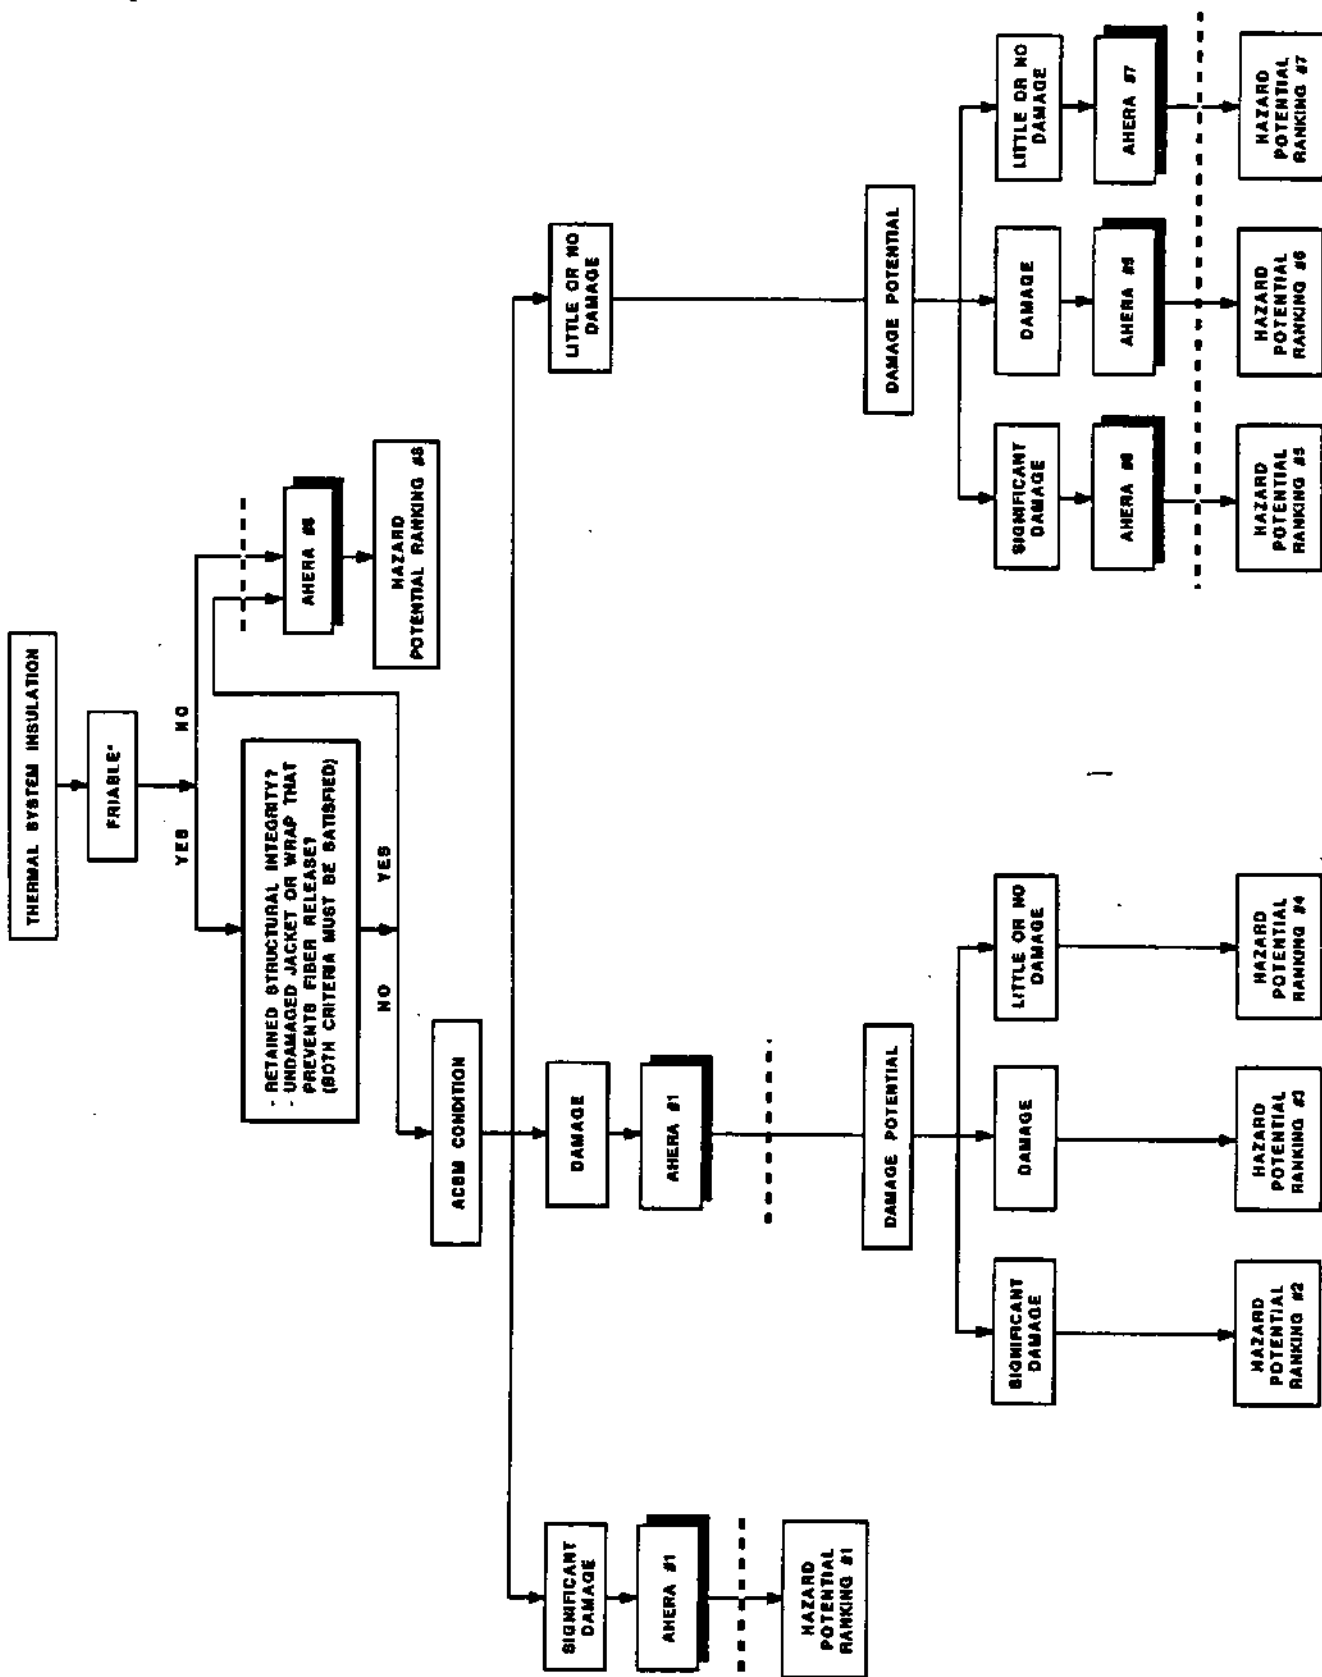 THERMAL SYSTEM INSULATION
FRIABLE*
YES
NO
- RETAINED STRUCTURAL INTEGRITY?
- UNDAMAGED JACKET OR WRAP THAT
PREVENTS FIBER RELEASE?
(BOTH CRITERIA MUST BE SATISFIED)
NO
YES
AHERA
HAZARD
POTENTIAL RANKING #8
ACBM CONDITION
SIGNIFICANT
DAMAGE
AHERA #1
HAZARD
POTENTIAL
RANKING #1
DAMAGE
AHERA #1
DAMAGE POTENTIAL
SIGNIFICANT
DAMAGE
HAZARD
POTENTIAL
RANKING #2
DAMAGE
HAZARD
POTENTIAL
RANKING #3
LITTLE OR NO
DAMAGE
HAZARD
POTENTIAL
RANKING #4
LITTLE OR NO
DAMAGE
DAMAGE POTENTIAL
SIGNIFICANT
DAMAGE
AHERA
HAZARD
POTENTIAL
RANKING #5
DAMAGE
AHERA
HAZARD
POTENTIAL
RANKING #6
LITTLE OR NO
DAMAGE
AHERA #7
HAZARD
POTENTIAL
RANKING #7